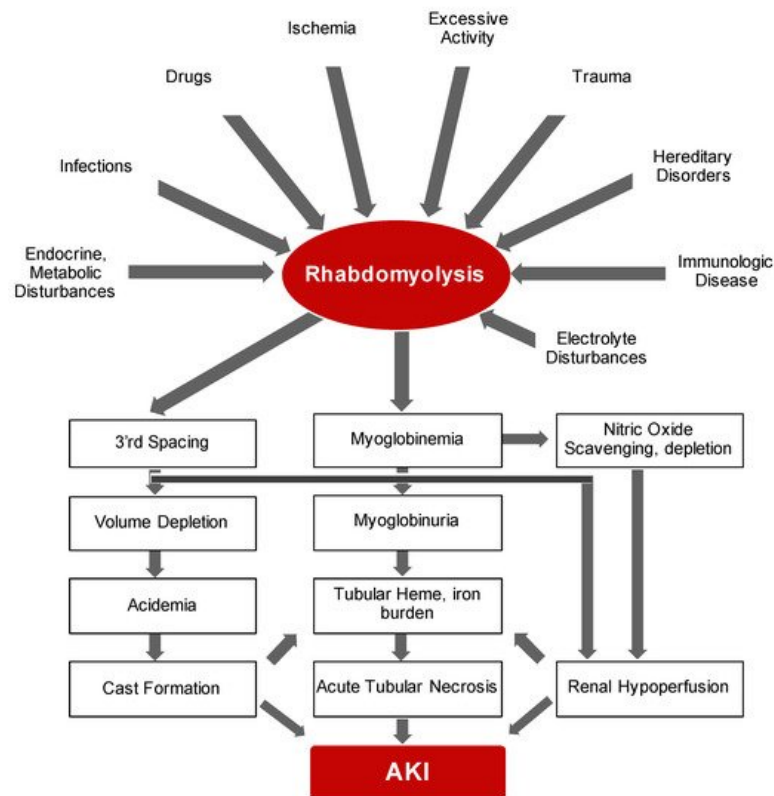 Ischemia
Excessive
Activity
Drugs
Trauma
Infections
Hereditary
Disorders
Endocrine,
Metabolic
Disturbances
Rhabdomyolysis
Immunologic
Disease
Electrolyte
Disturbances
3'rd Spacing
Myoglobinemia
Nitric Oxide
Scavenging, depletion
Volume Depletion
Myoglobinuria
Acidemia
Tubular Heme, iron
burden
Cast Formation
Acute Tubular Necrosis
Renal Hypoperfusion
AKI